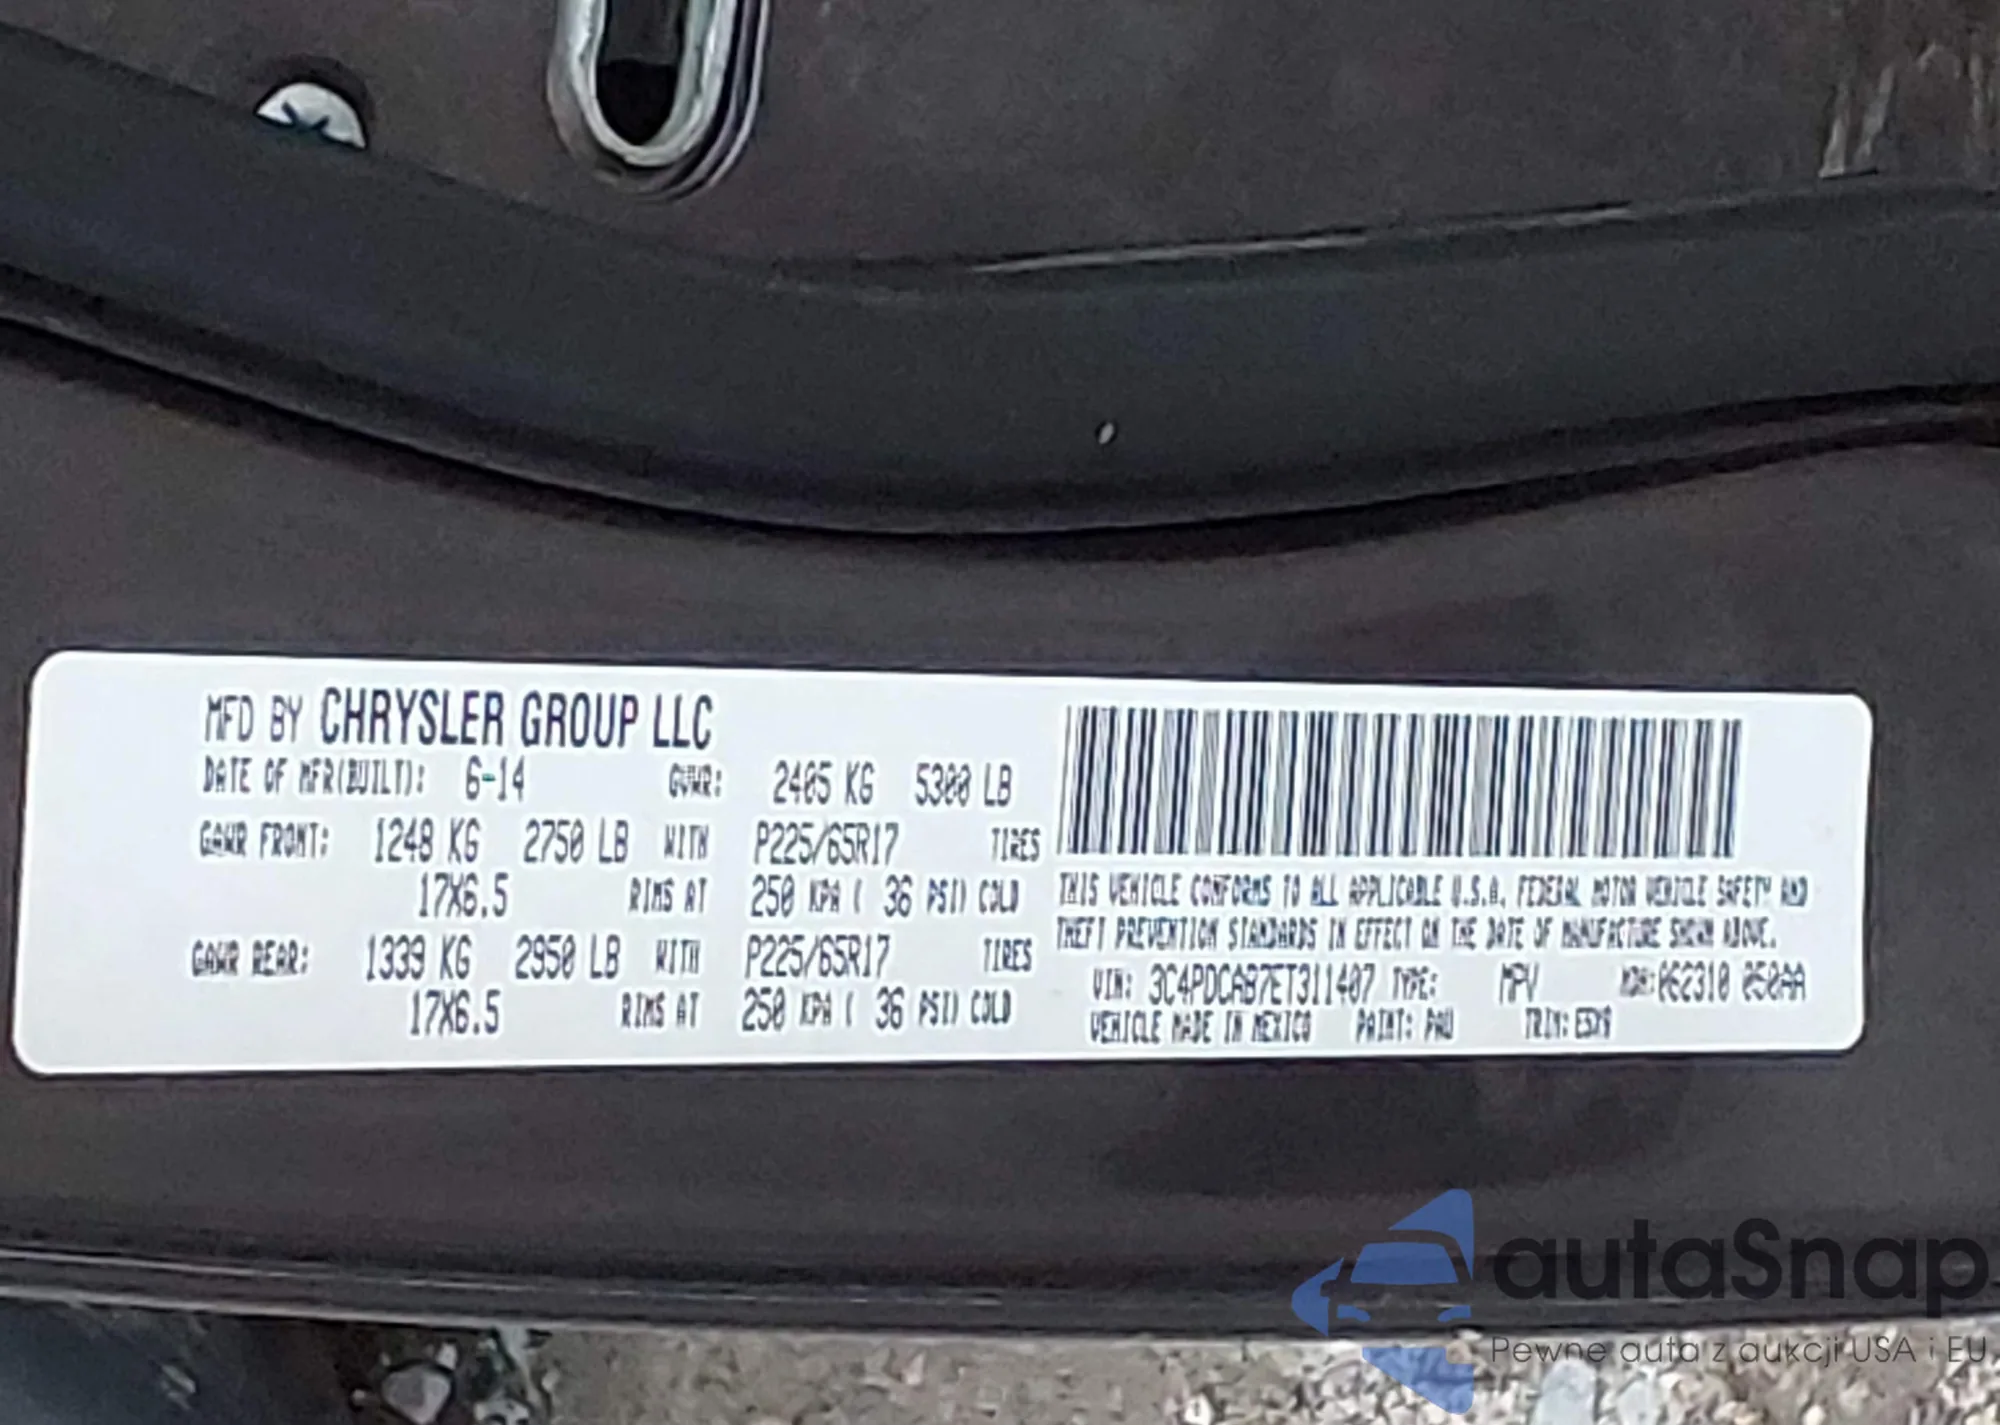 MFD BY CHRYSLER GROUP LLC
DATE OF MFR(BUILT): 6-14 GVWR: 2405 KG 5300 LB
GAWR FRONT: 1248 KG 2750 LB WITH P225/65R17 TIRES
17X6.5 RIMS AT 250 KPA ( 36 PSI) COLD
GAWR REAR: 1339 KG 2950 LB WITH P225/65R17 TIRES
17X6.5 RIMS AT 250 KPA ( 36 PSI) COLD
THIS VEHICLE CONFORMS TO ALL APPLICABLE U.S.A. FEDERAL MOTOR VEHICLE SAFETY AND
THEFT PREVENTION STANDARDS IN EFFECT ON THE DATE OF MANUFACTURE SHOWN ABOVE.
VIN: 3C4PDCAB7ET311407 TYPE: MPV MDH: 062310 050AA
VEHICLE MADE IN MEXICO PAINT: PAU TRIM:
autaSnap
Pewne auta z aukcji USA i EU